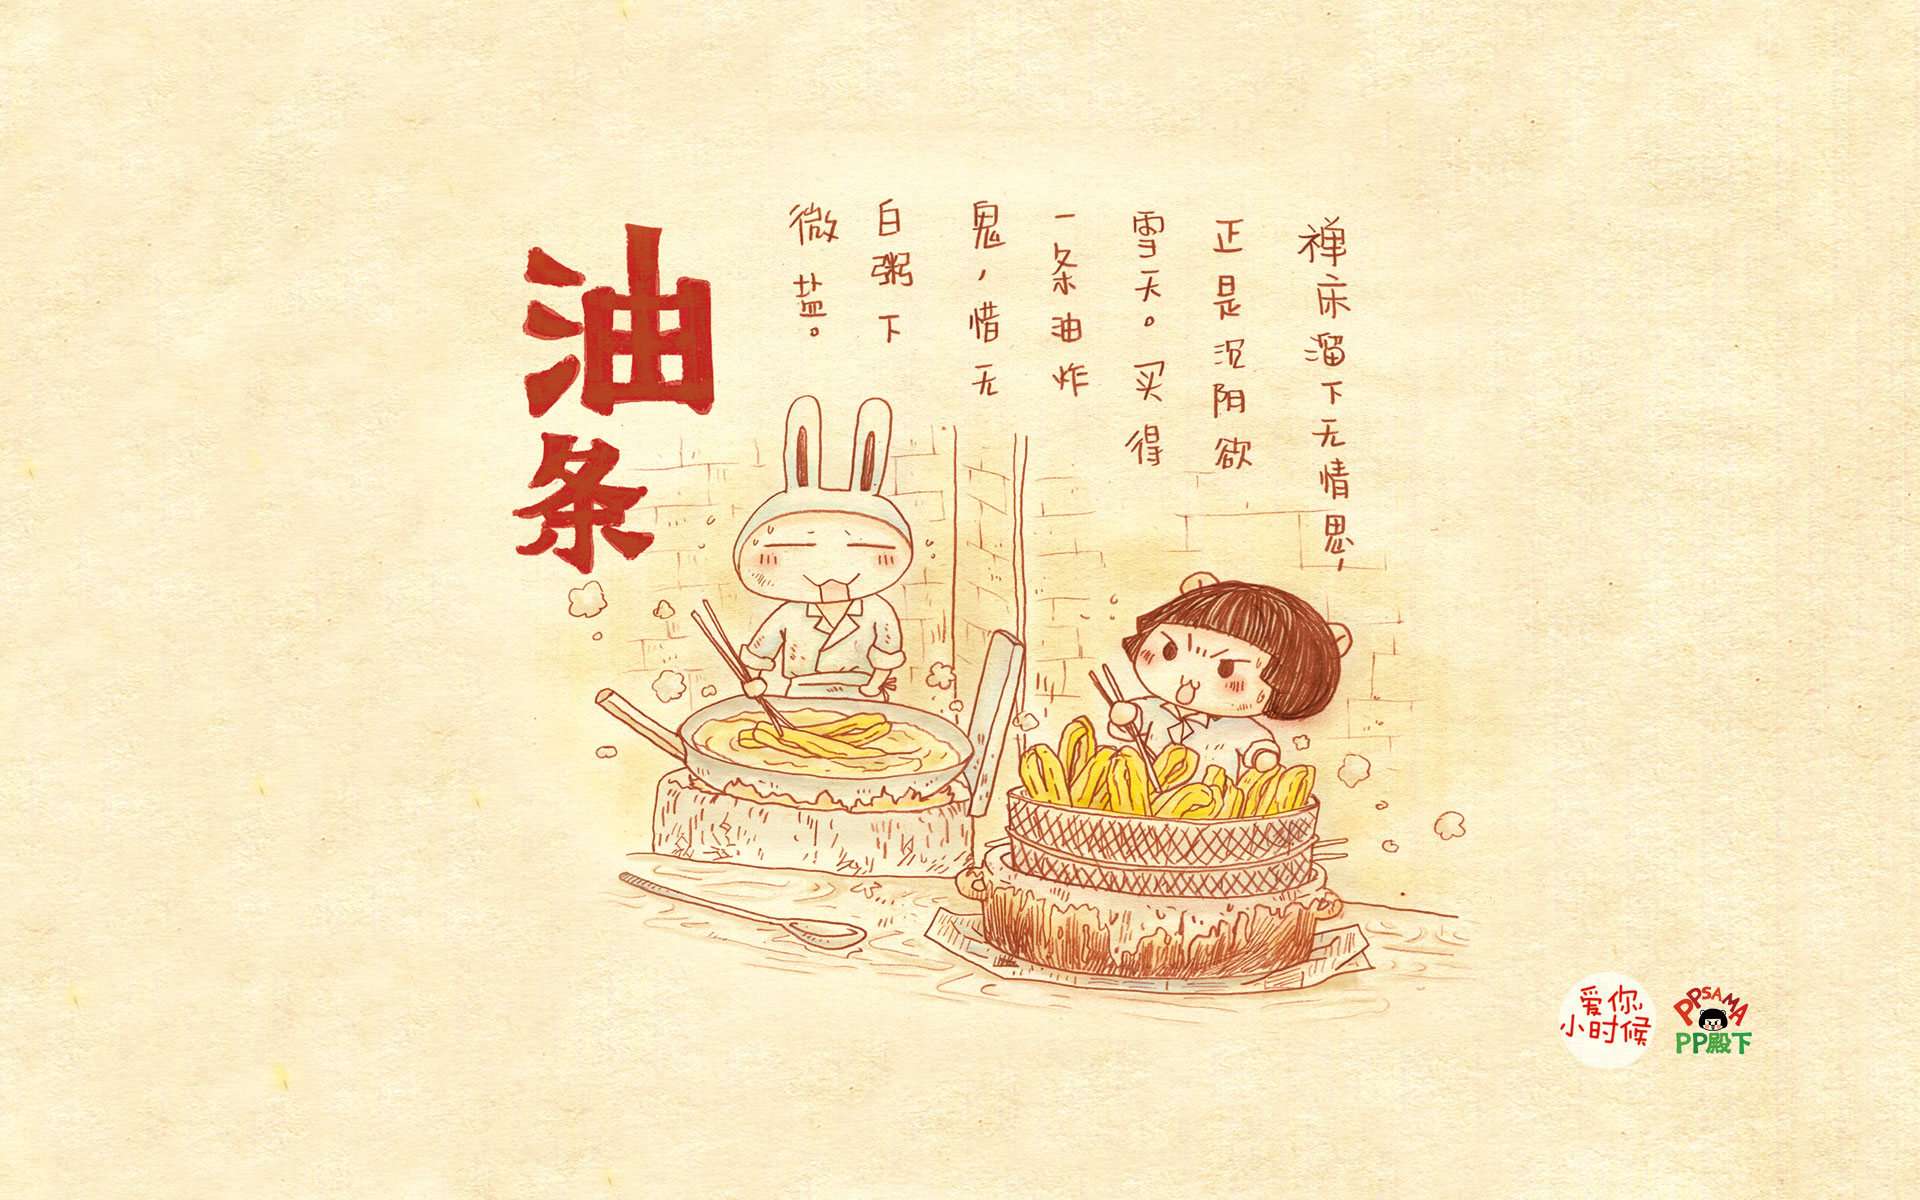 禅床溜下无情思，
正是沉阴欲
雪天。买得
一条油炸
鬼，惜无
白粥下
微盐。
油条
爱你
小时候
PPSAMA
PP殿下